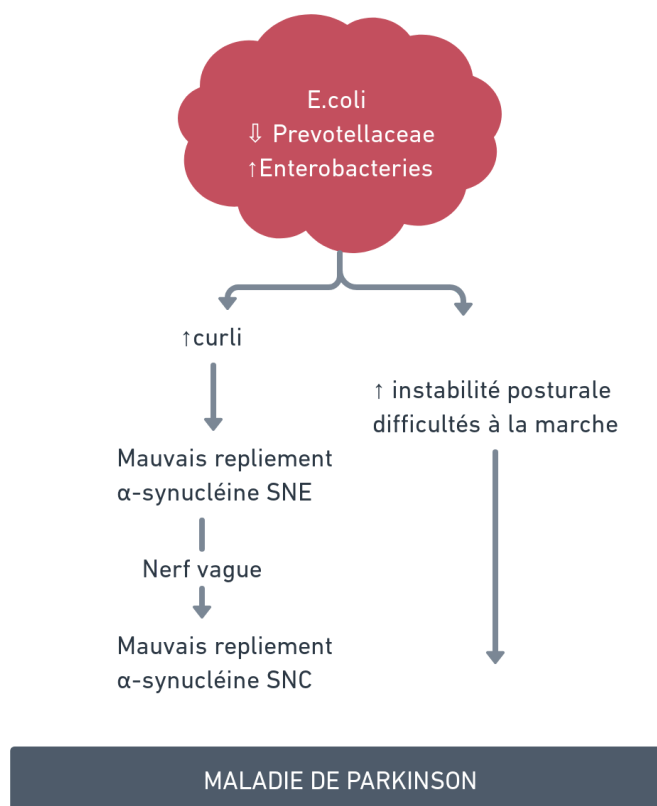 E.coli
⇩ Prevotellaceae
↑Enterobacteries
↑curli
Mauvais repliement
α-synucléine SNE
Nerf vague
Mauvais repliement
α-synucléine SNC
↑ instabilité posturale
difficultés à la marche
MALADIE DE PARKINSON